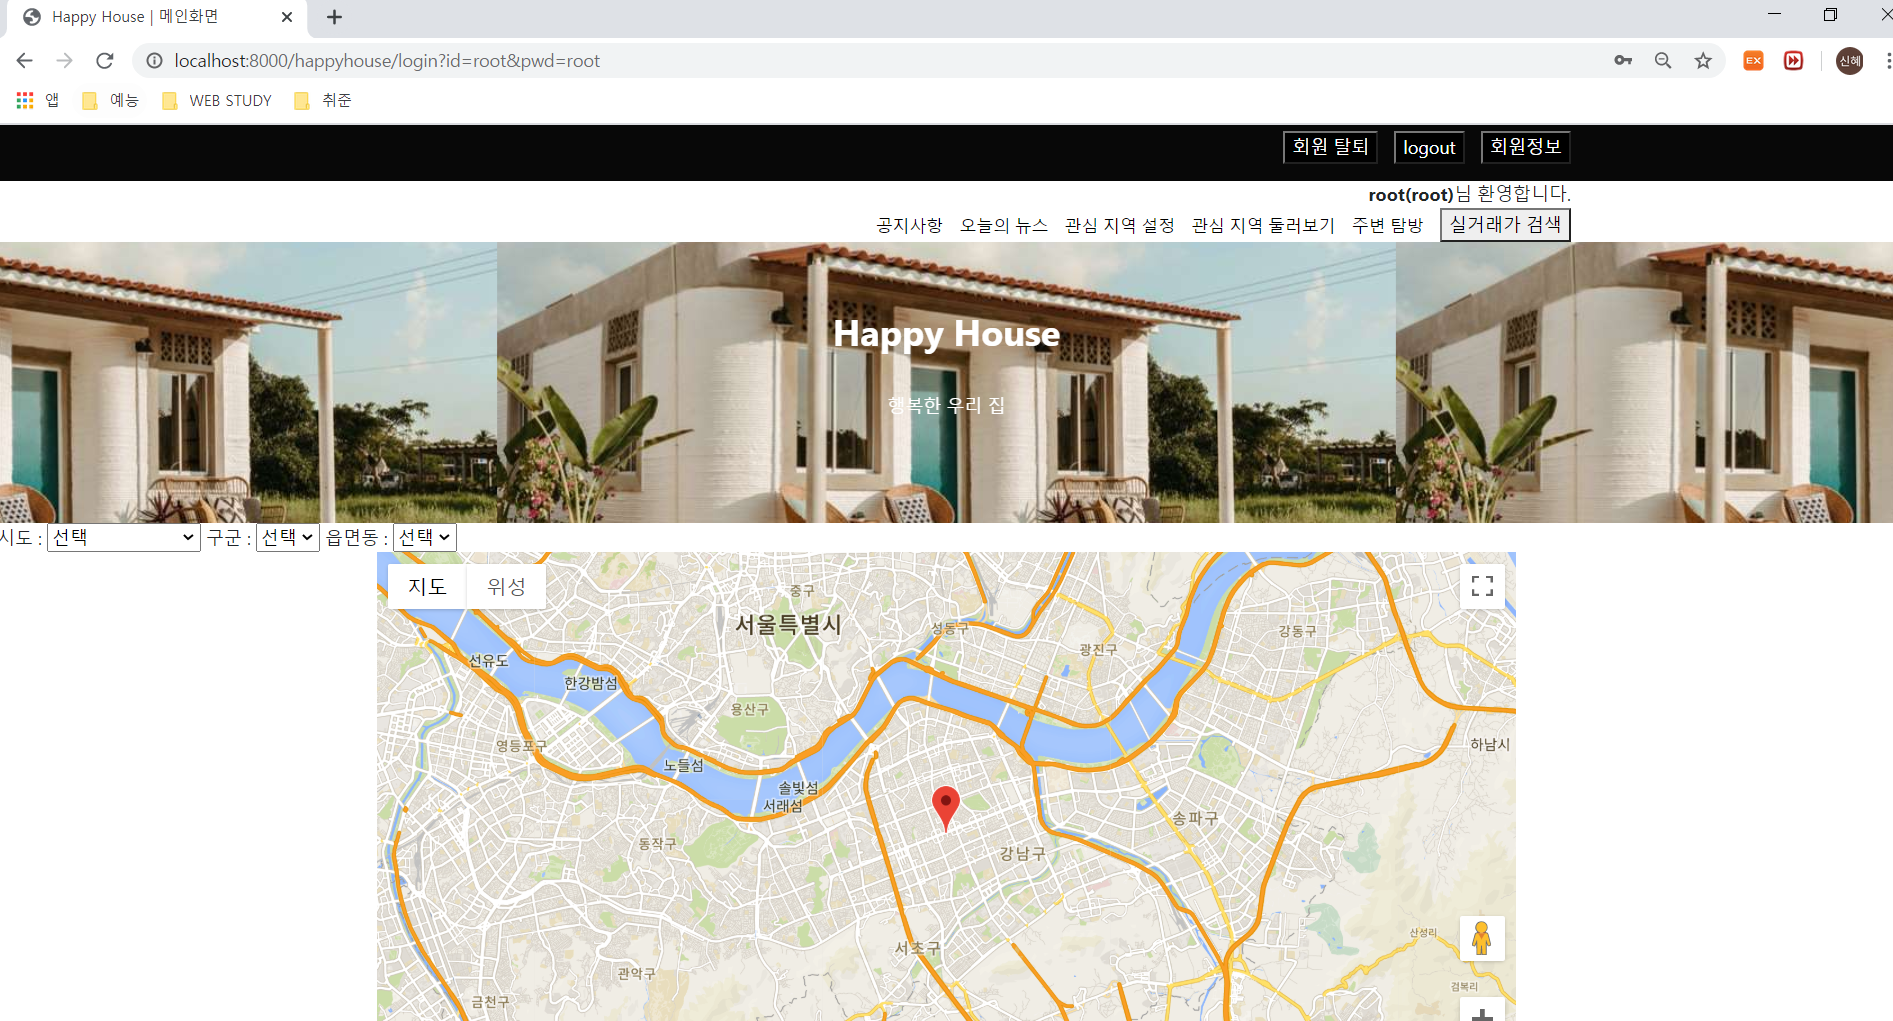 Happy House | 메인화면
localhost:8000/happyhouse/login?id=root&pwd=root
EX
신혜
앱 예능 WEB STUDY 취준
회원 탈퇴 logout 회원정보
root(root)님 환영합니다.
공지사항 오늘의 뉴스 관심 지역 설정 관심 지역 둘러보기 주변 탐방 실거래가 검색
Happy House
행복한 우리 집
시도 : 선택 구군 : 선택 읍면동 : 선택
지도 위성
중구
서울특별시
성동구
강동구
광진구
선유도
한강밤섬
용산구
영등포구
하남시
노들섬
솔빛섬
서래섬
송파구
동작구
강남구
서초구
산성리
관악구
검복리
금천구